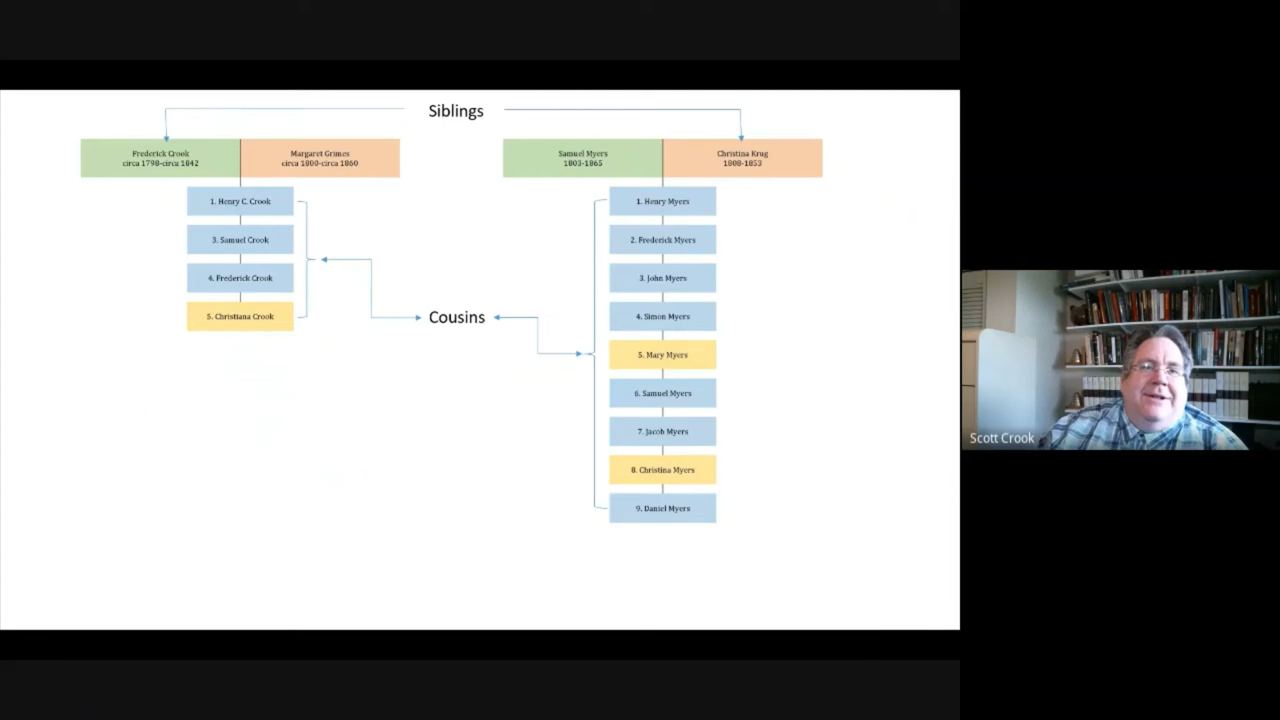 Siblings
Frederick Crook
circa 1798-circa 1842
Margaret Grimes
circa 1800-circa 1860
Samuel Myers
1803-1865
Christina Krug
1808-1853
1. Henry C. Crook
3. Samuel Crook
4. Frederick Crook
5. Christiana Crook
Cousins
1. Henry Myers
2. Frederick Myers
3. John Myers
4. Simon Myers
5. Mary Myers
6. Samuel Myers
7. Jacob Myers
8. Christina Myers
9. Daniel Myers
Scott Crook